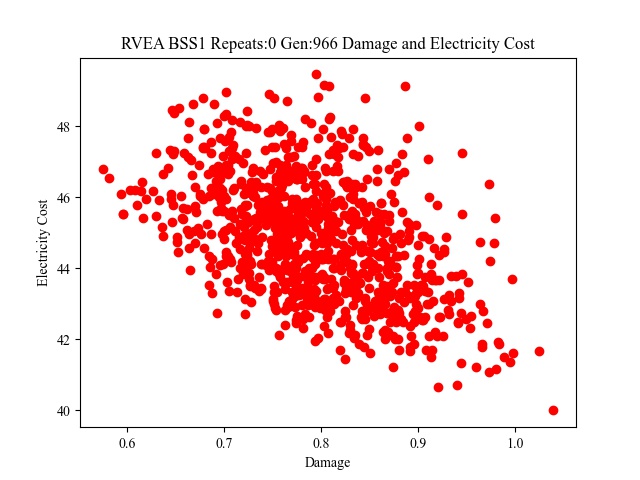 RVEA BSS1 Repeats:0 Gen:966 Damage and Electricity Cost
48
46
44
42
40
Electricity Cost
0.6 0.7 0.8 0.9 1.0
Damage